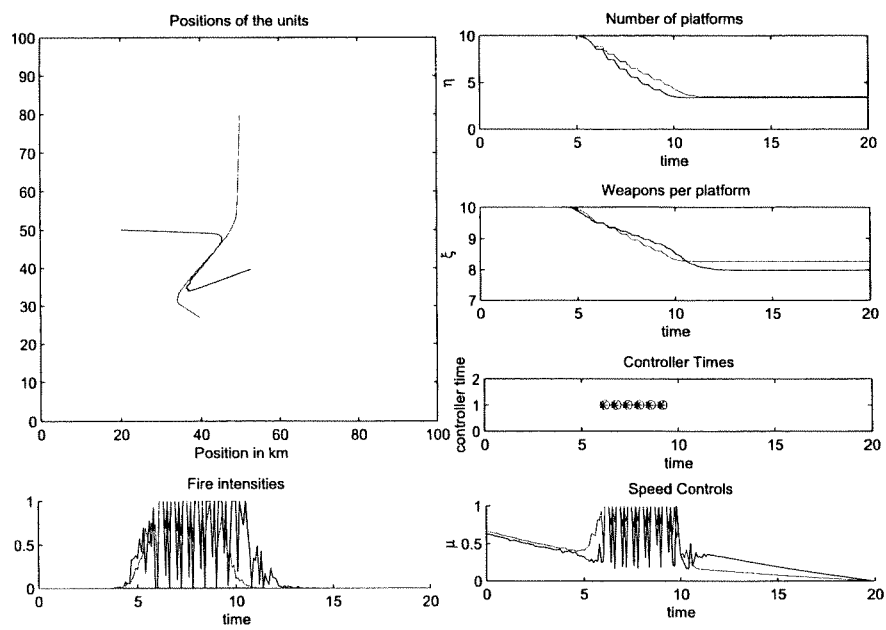 Positions of the units
100
90
80
70
60
50
40
30
20
10
0
0 20 40 60 80 100
Position in km
Number of platforms
10
5
0
η
0 5 10 15 20
time
Weapons per platform
10
9
8
7
ξ
0 5 10 15 20
time
Controller Times
2
1
0
controller time
0 5 10 15 20
time
Fire intensities
1
0.5
0
0 5 10 15 20
time
Speed Controls
1
0.5
0
μ
0 5 10 15 20
time